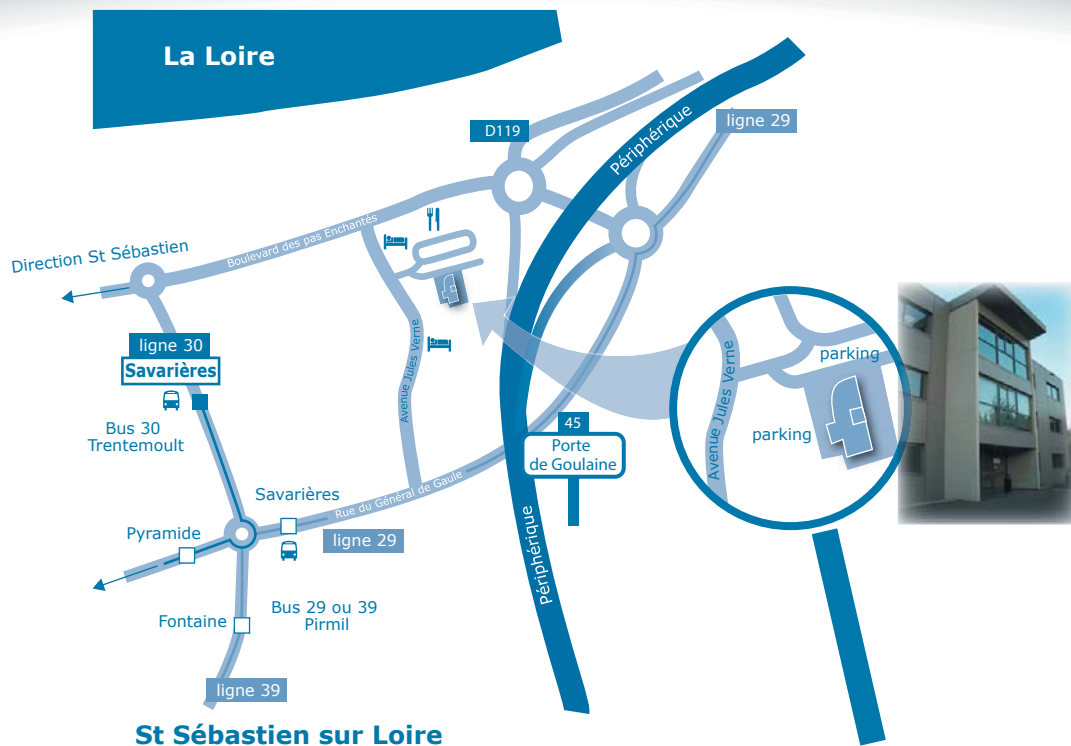 La Loire
D119
ligne 29
Périphérique
Boulevard des pas Enchantés
Direction St Sébastien
ligne 30
Savarières
Bus 30
Trentemoult
Avenue Jules Verne
45
Porte
de Goulaine
parking
parking
Avenue Jules Verne
Savarières
Rue du Général de Gaule
Pyramide
ligne 29
Périphérique
Fontaine
Bus 29 ou 39
Pirmil
ligne 39
St Sébastien sur Loire